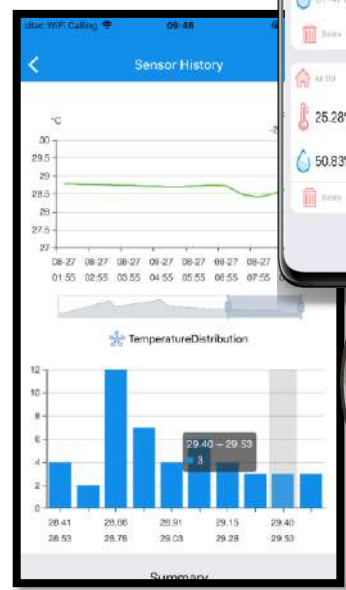 dtac WiFi Calling 09:46
Sensor History
°C
30
29.5
29
28.5
28
27.5
27
08-27 08-27 08-27 08-27 08-27 08-27 08-27
01:55 02:55 03:55 04:55 05:55 06:55 07:55
TemperatureDistribution
12
10
8
6
4
2
0
29.40 – 29.53
3
28.41 28.66 28.91 29.15 29.40
28.53 28.78 29.03 29.28 29.53
Summary
Delete
25.28
50.83
Delete